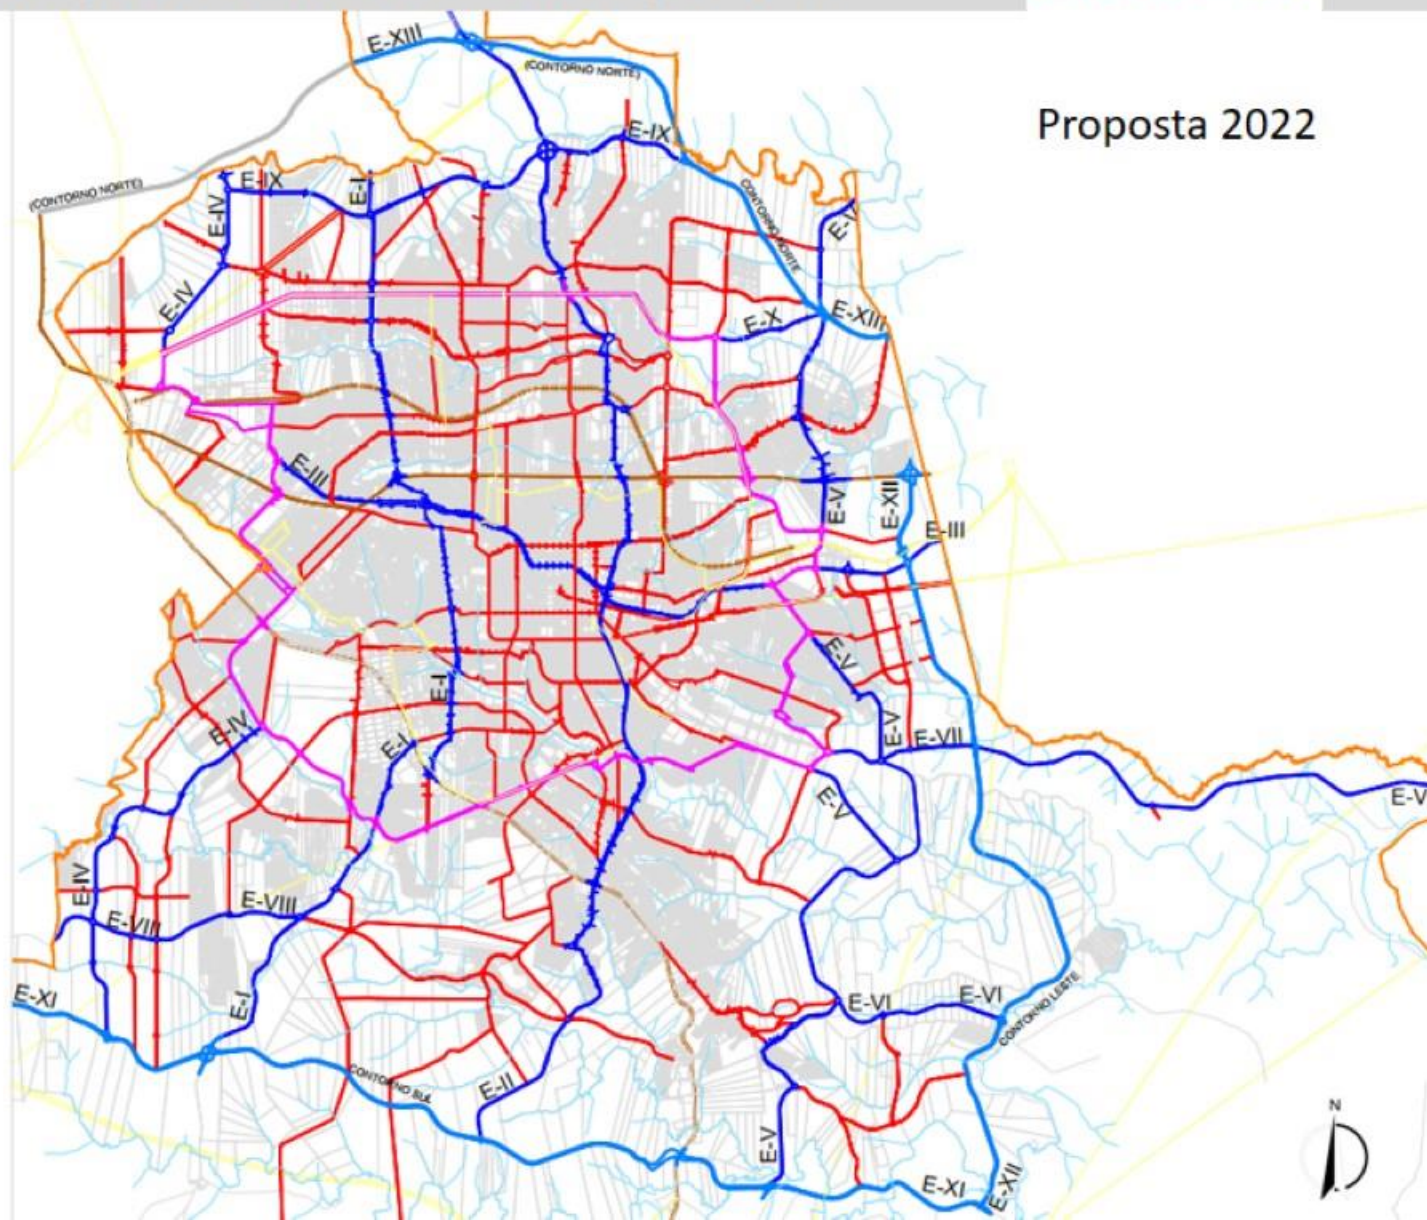 E-XIII
(CONTORNO NORTE)
Proposta 2022
E-IX
(CONTORNO NORTE)
E-IX
E-I
E-IV
CONTORNO NORTE
E-V
E-IV
E-X
E-XIII
E-III
E-V
E-XII
E-III
E-V
E-I
E-IV
E-I
E-V
E-VII
E-V
E-V
E-IV
E-VIII
E-VIII
E-XI
E-I
E-VI
E-VI
CONTORNO LESTE
CONTORNO SUL
E-II
N
E-V
E-XI
E-XII